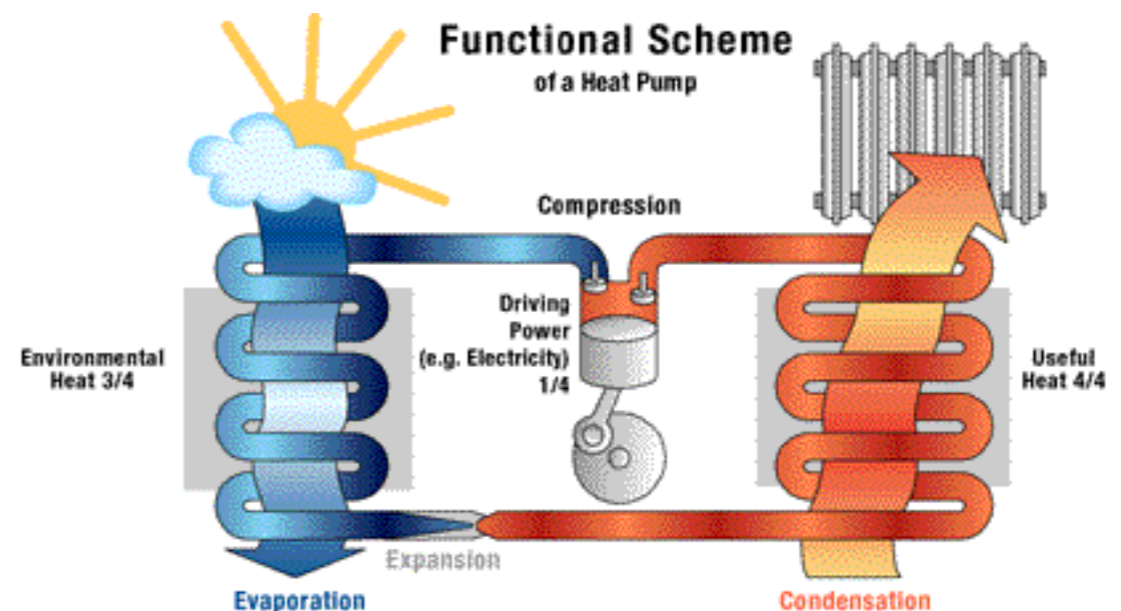 Functional Scheme
of a Heat Pump
Compression
Driving
Power
(e.g. Electricity)
1/4
Environmental
Heat 3/4
Useful
Heat 4/4
Expansion
Evaporation
Condensation